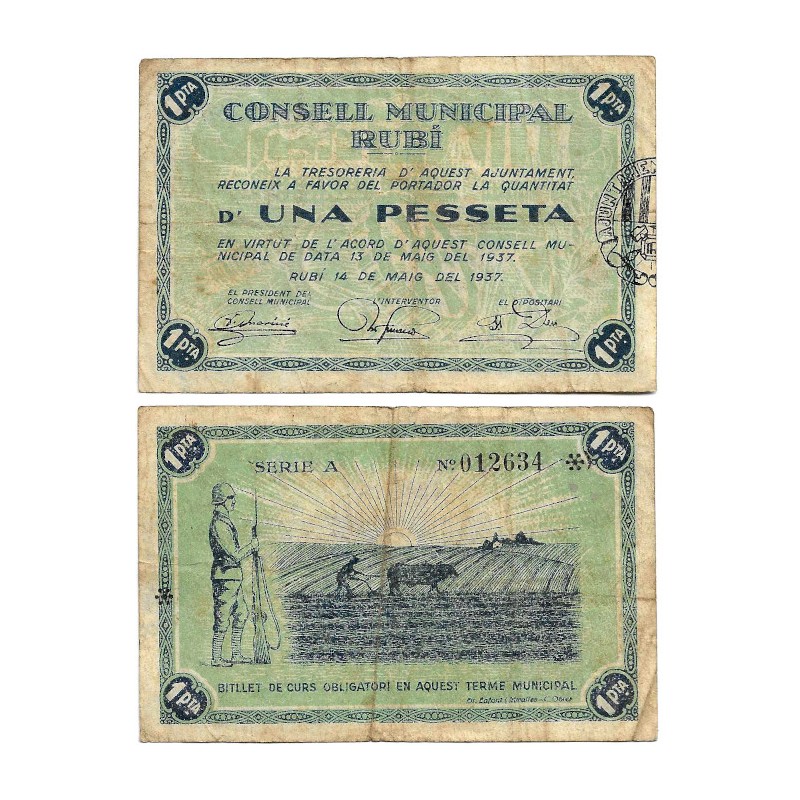 1 PTA 1 PTA
CONSELL MUNICIPAL
RUBÍ
LA TRESORERIA D' AQUEST AJUNTAMENT,
RECONEIX A FAVOR DEL PORTADOR LA QUANTITAT
D' UNA PESSETA
EN VIRTUT DE L'ACORD D'AQUEST CONSELL MU-
NICIPAL DE DATA 13 DE MAIG DEL 1937.
RUBÍ 14 DE MAIG DEL 1937.
EL PRESIDENT DEL
CONSELL MUNICIPAL
L'INTERVENTOR
EL DIPOSITARI
AJUNTAMEN
1 PTA 1 PTA
1 PTA 1 PTA
SERIE A Nº 012634
BITLLET DE CURS OBLIGATORI EN AQUEST TERME MUNICIPAL
1 PTA 1 PTA